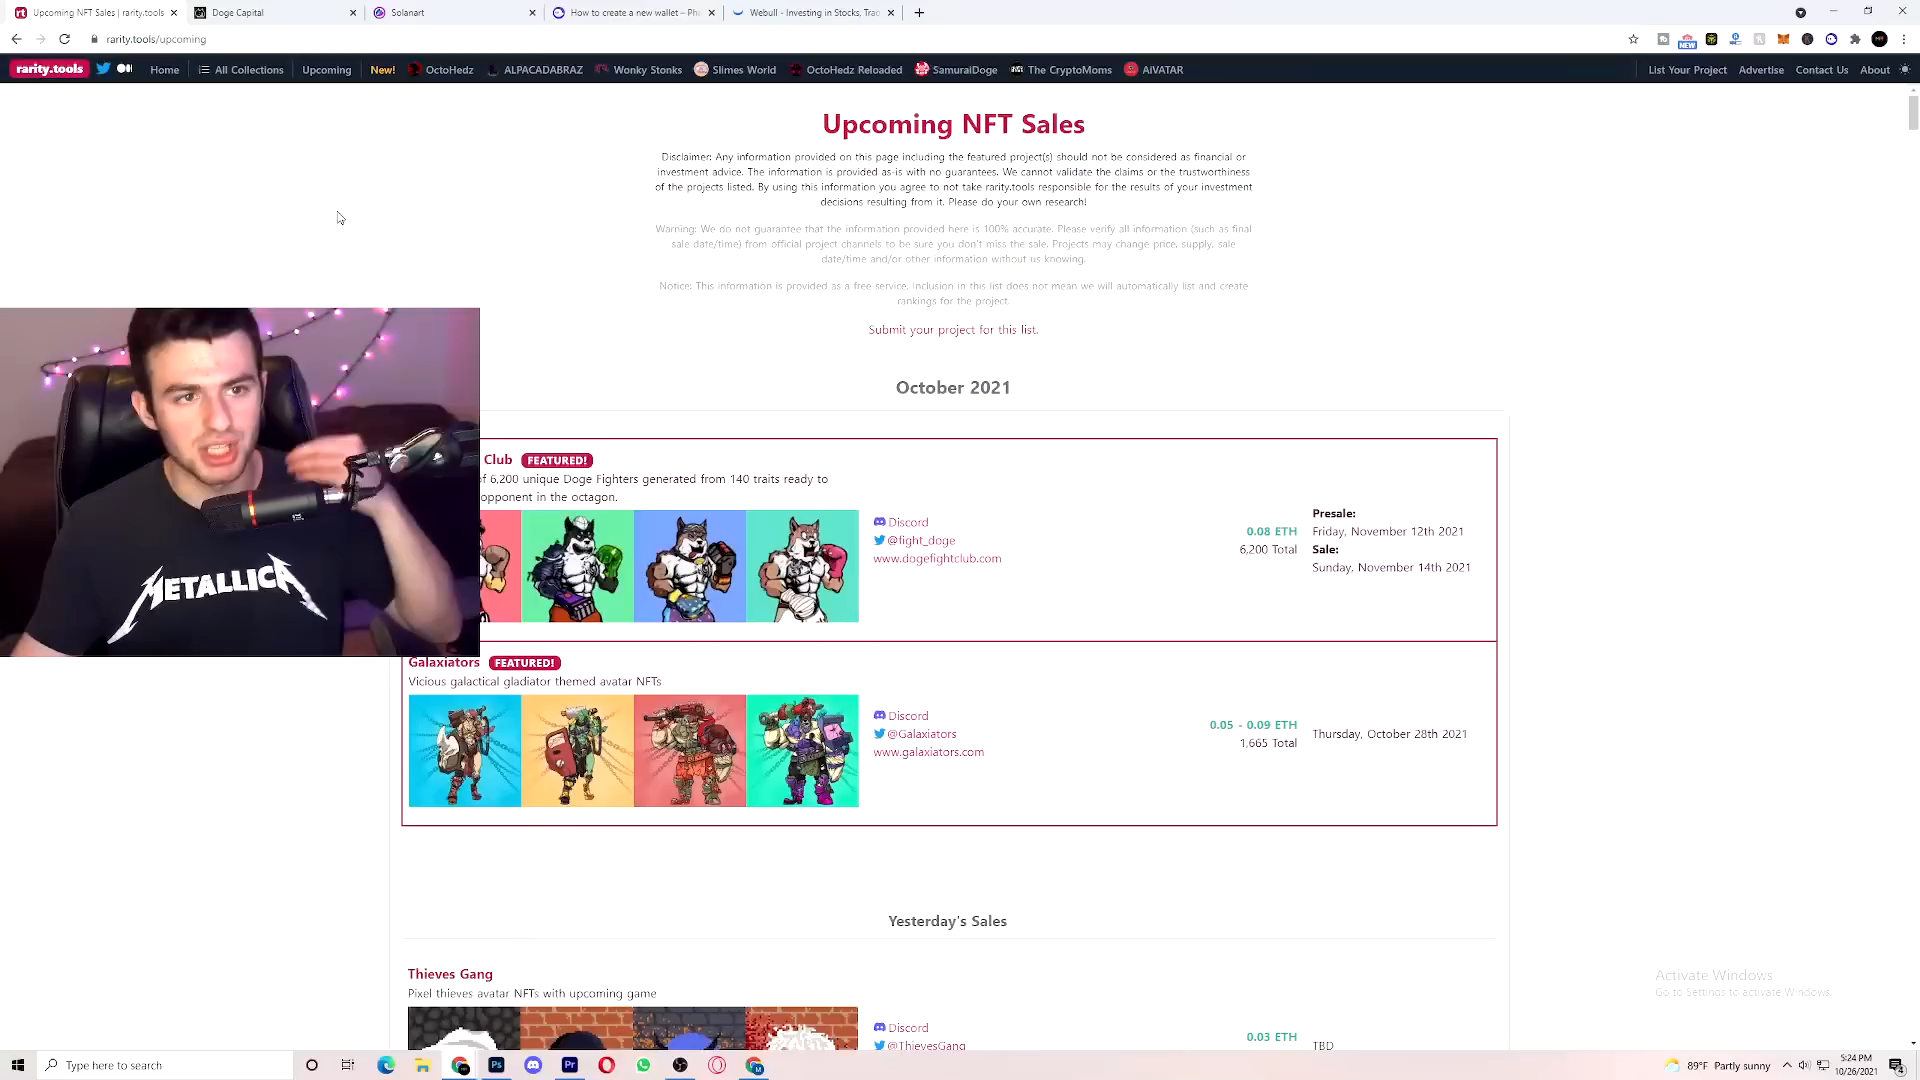 Upcoming NFT Sales | rarity.tools
Doge Capital
Solanart
How to create a new wallet – Pha
Webull - Investing in Stocks, Trad
rarity.tools/upcoming
NEW
rarity.tools
Home
All Collections
Upcoming
New!
OctoHedz
ALPACADABRAZ
Wonky Stonks
Slimes World
OctoHedz Reloaded
SamuraiDoge
The CryptoMoms
AiVATAR
List Your Project
Advertise
Contact Us
About
Upcoming NFT Sales
Disclaimer: Any information provided on this page including the featured project(s) should not be considered as financial or
investment advice. The information is provided as-is with no guarantees. We cannot validate the claims or the trustworthiness
of the projects listed. By using this information you agree to not take rarity.tools responsible for the results of your investment
decisions resulting from it. Please do your own research!
Warning: We do not guarantee that the information provided here is 100% accurate. Please verify all information (such as final
sale date/time) from official project channels to be sure you don't miss the sale. Projects may change price, supply, sale
date/time and/or other information without us knowing.
Notice: This information is provided as a free service. Inclusion in this list does not mean we will automatically list and create
rankings for the project.
Submit your project for this list.
October 2021
Club FEATURED!
of 6,200 unique Doge Fighters generated from 140 traits ready to
opponent in the octagon.
Discord
@fight_doge
www.dogefightclub.com
0.08 ETH
6,200 Total
Presale:
Friday, November 12th 2021
Sale:
Sunday, November 14th 2021
METALLICA
Galaxiators FEATURED!
Vicious galactical gladiator themed avatar NFTs
Discord
@Galaxiators
www.galaxiators.com
0.05 - 0.09 ETH
1,665 Total
Thursday, October 28th 2021
Yesterday's Sales
Thieves Gang
Pixel thieves avatar NFTs with upcoming game
Discord
@ThievesGang
0.03 ETH
TBD
Activate Windows
Go to Settings to activate Windows.
Type here to search
89°F Partly sunny
5:24 PM
10/26/2021